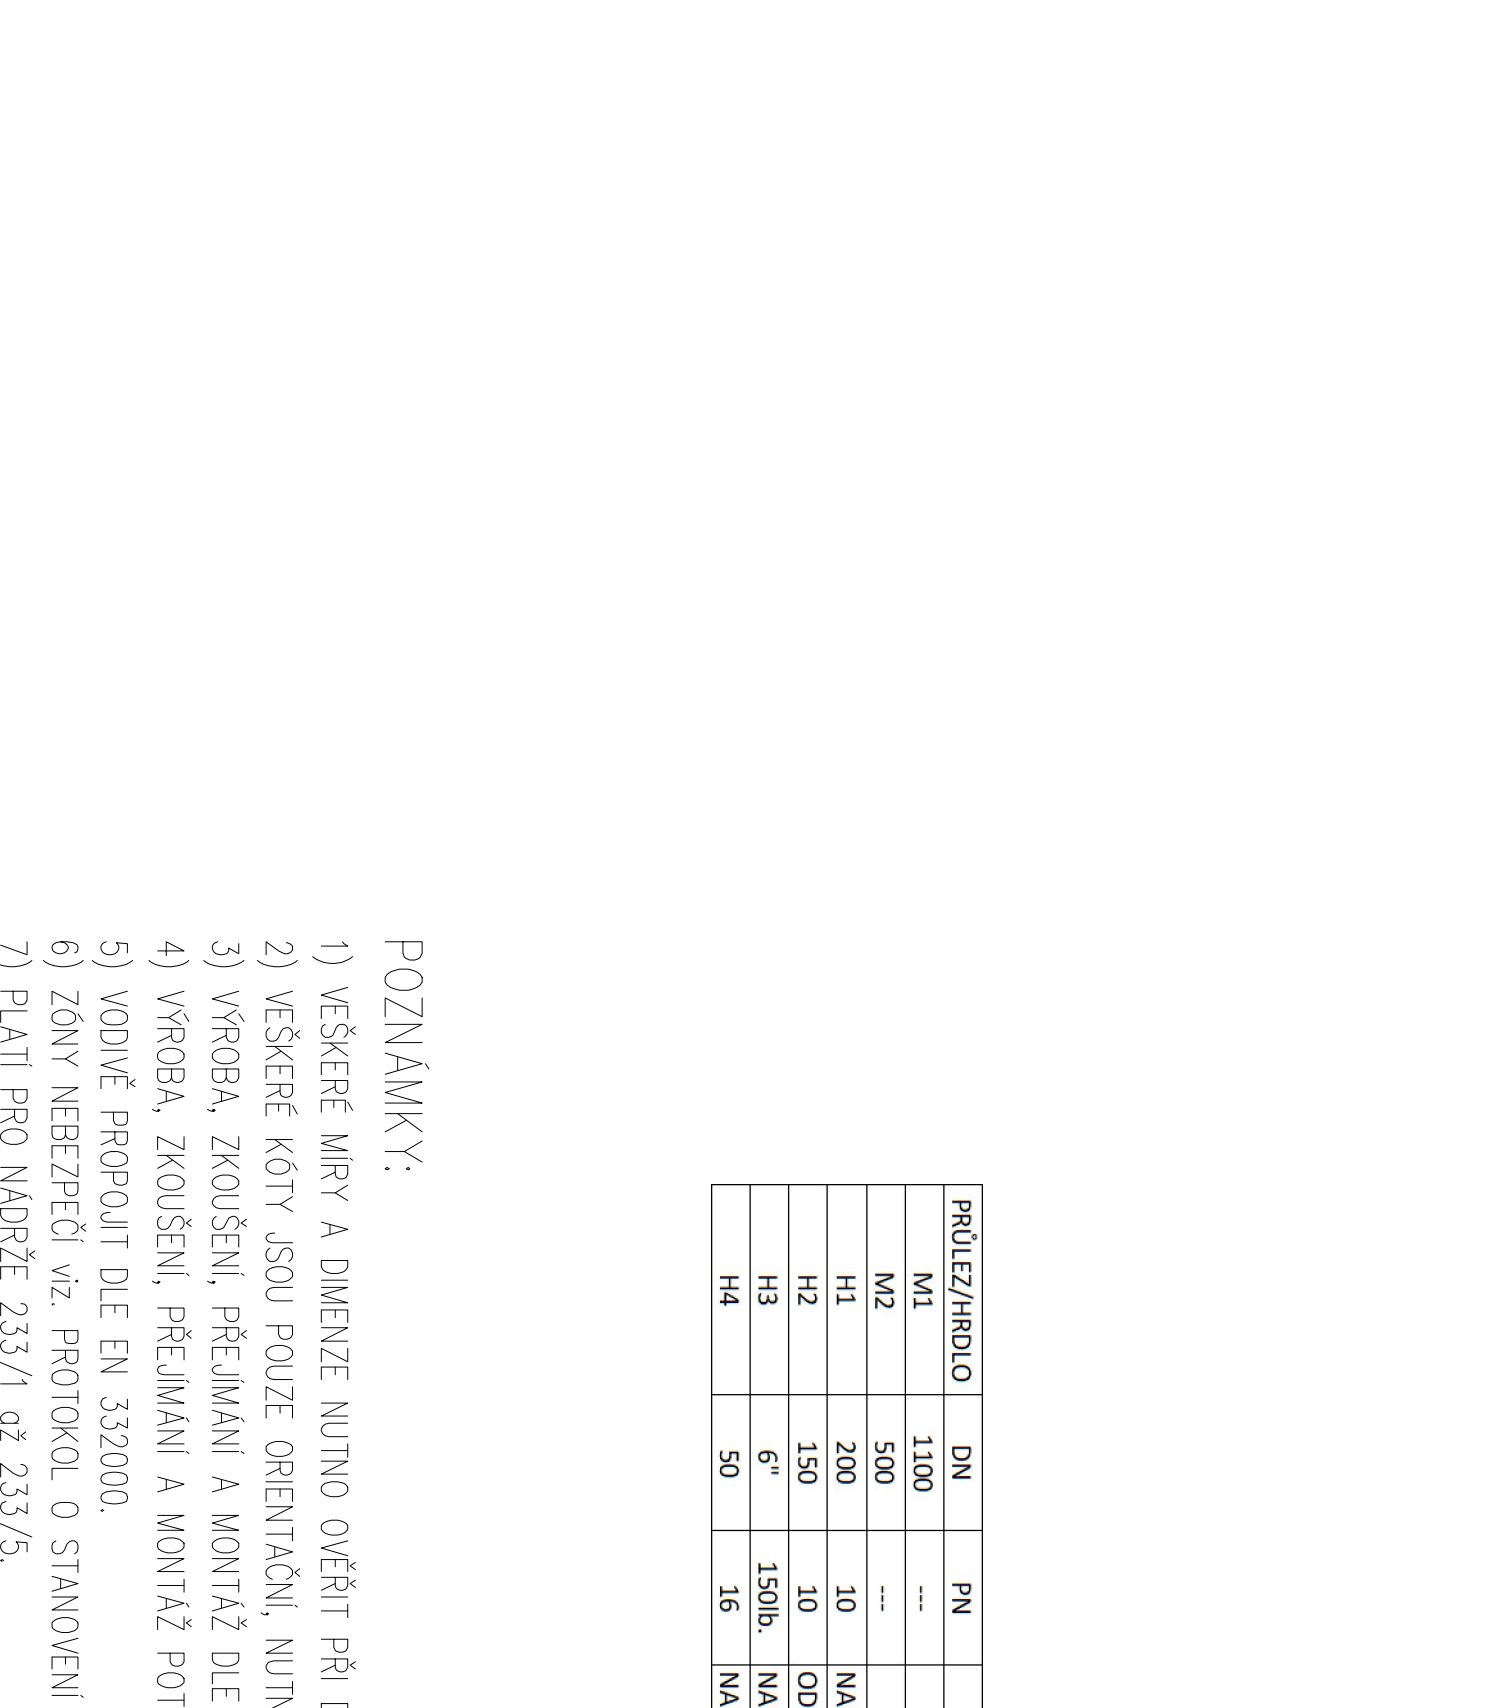 PRŮLEZ/HRDLO DN PN
M1 1100 ---
M2 500 ---
H1 200 10 NA
H2 150 10 OD
H3 6" 150lb. NA
H4 50 16 NA
POZNÁMKY:
1) VEŠKERÉ MÍRY A DIMENZE NUTNO OVĚŘIT PŘI
2) VEŠKERÉ KÓTY JSOU POUZE ORIENTAČNÍ, NUTN
3) VÝROBA, ZKOUŠENÍ, PŘEJÍMÁNÍ A MONTÁŽ DLE
4) VÝROBA, ZKOUŠENÍ, PŘEJÍMÁNÍ A MONTÁŽ POT
5) VODIVĚ PROPOJIT DLE EN 332000.
6) ZÓNY NEBEZPEČÍ viz. PROTOKOL O STANOVENÍ
7) PLATÍ PRO NÁDRŽE 233/1 až 233/5.